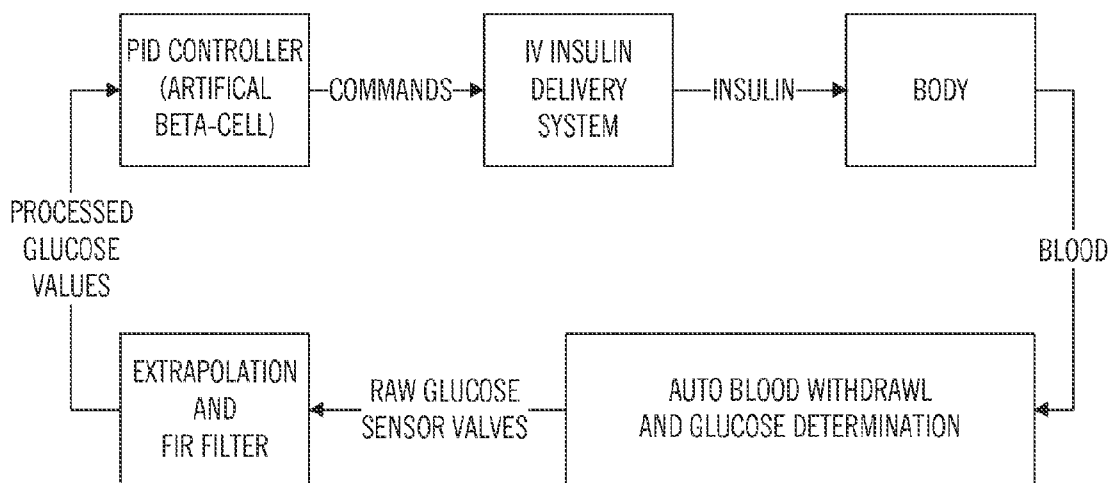 PID CONTROLLER
(ARTIFICAL
BETA-CELL)
COMMANDS
IV INSULIN
DELIVERY
SYSTEM
INSULIN
BODY
BLOOD
AUTO BLOOD WITHDRAWL
AND GLUCOSE DETERMINATION
RAW GLUCOSE
SENSOR VALVES
EXTRAPOLATION
AND
FIR FILTER
PROCESSED
GLUCOSE
VALUES